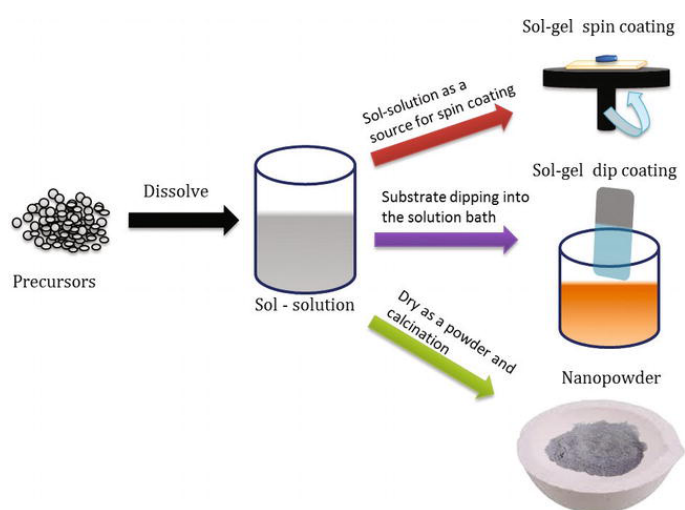 Sol-gel spin coating
Sol-solution as a
source for spin coating
Dissolve
Sol-gel dip coating
Substrate dipping into
the solution bath
Precursors
Sol - solution
Dry as a powder and
calcination
Nanopowder